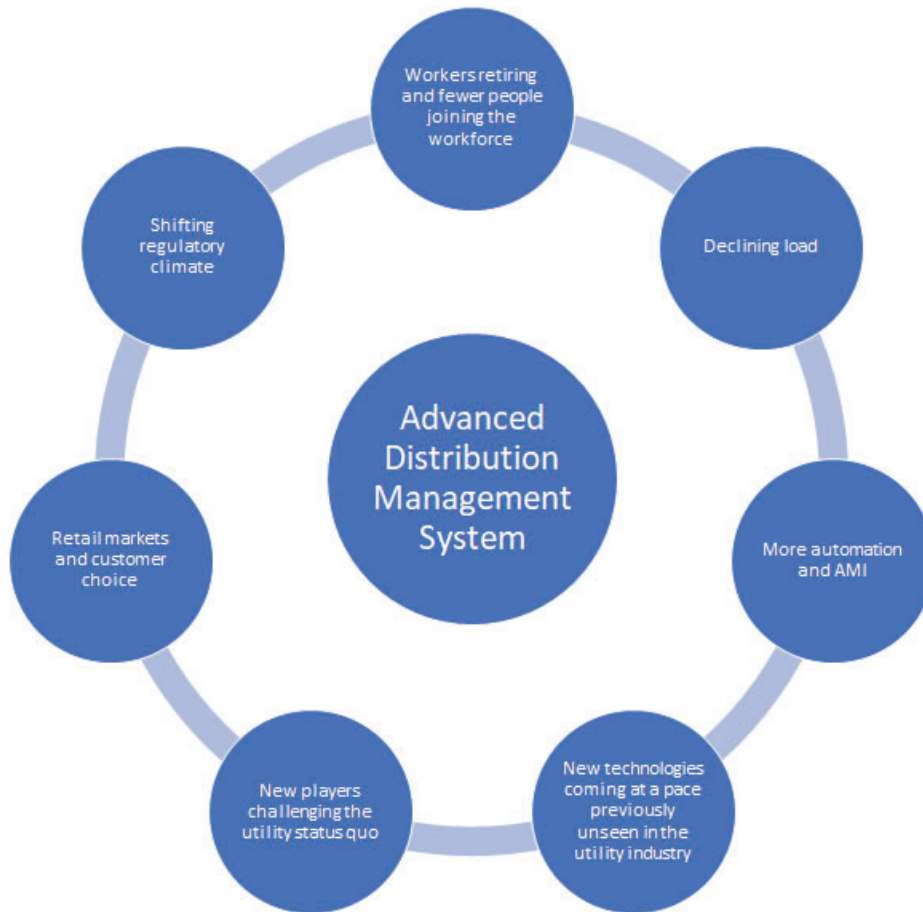 Workers retiring
and fewer people
joining the
workforce
Declining load
More automation
and AMI
New technologies
coming at a pace
previously
unseen in the
utility industry
New players
challenging the
utility status quo
Retail markets
and customer
choice
Shifting
regulatory
climate
Advanced
Distribution
Management
System